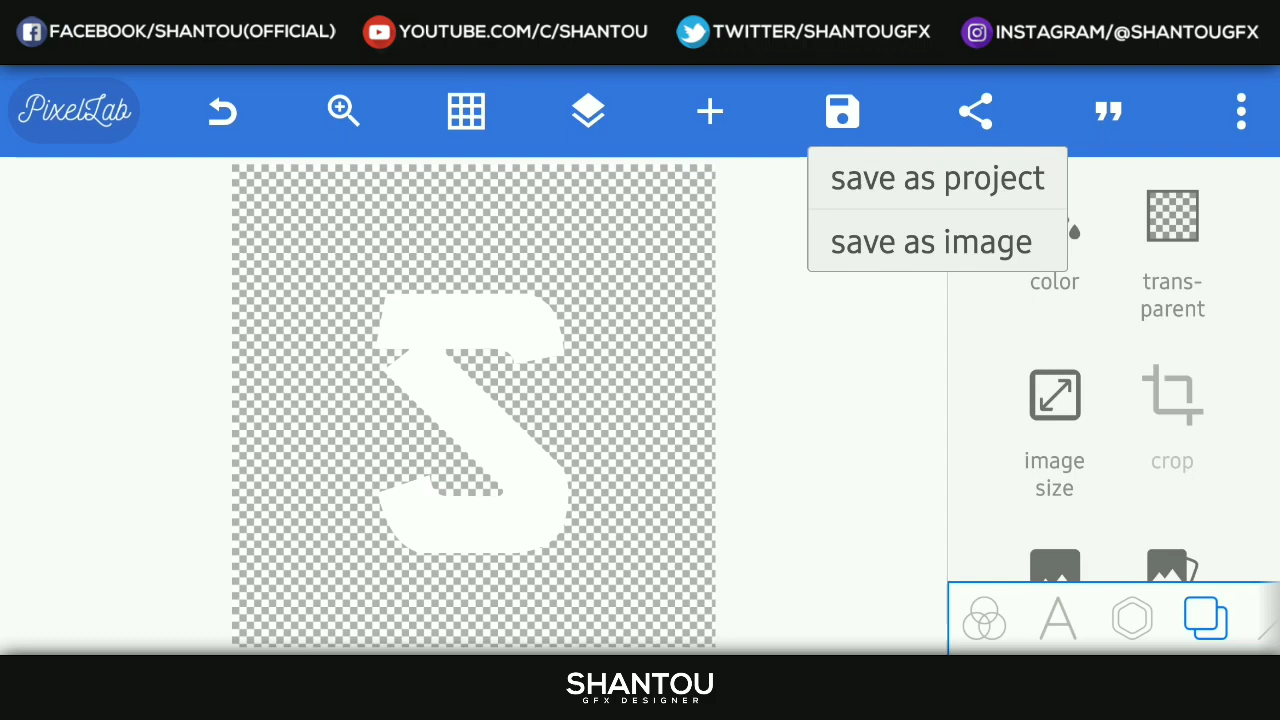 FACEBOOK/SHANTOU(OFFICIAL) YOUTUBE.COM/C/SHANTOU TWITTER/SHANTOUGFX INSTAGRAM/@SHANTOUGFX
PixelLab
save as project
save as image
color
trans-
parent
image
size
crop
S
SHANTOU
GFX DESIGNER